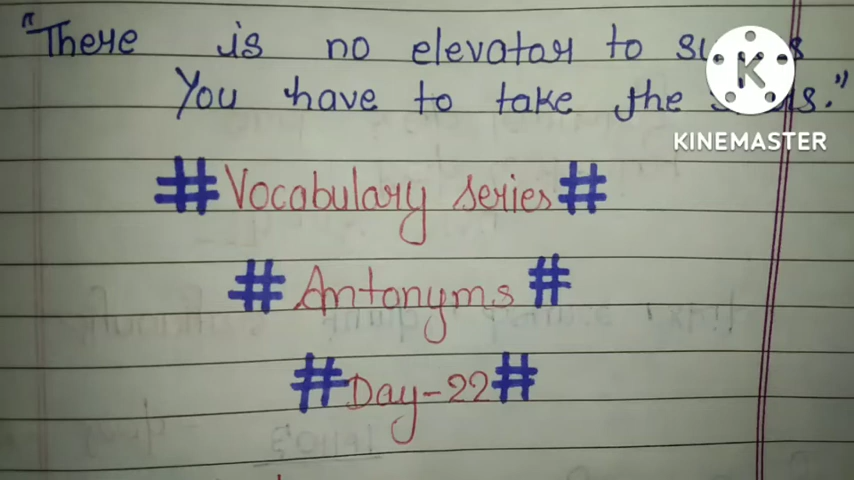 "There is no elevator to
You have to take the
KINEMASTER
#Vocabulary series#
# Antonyms #
#Day-22#